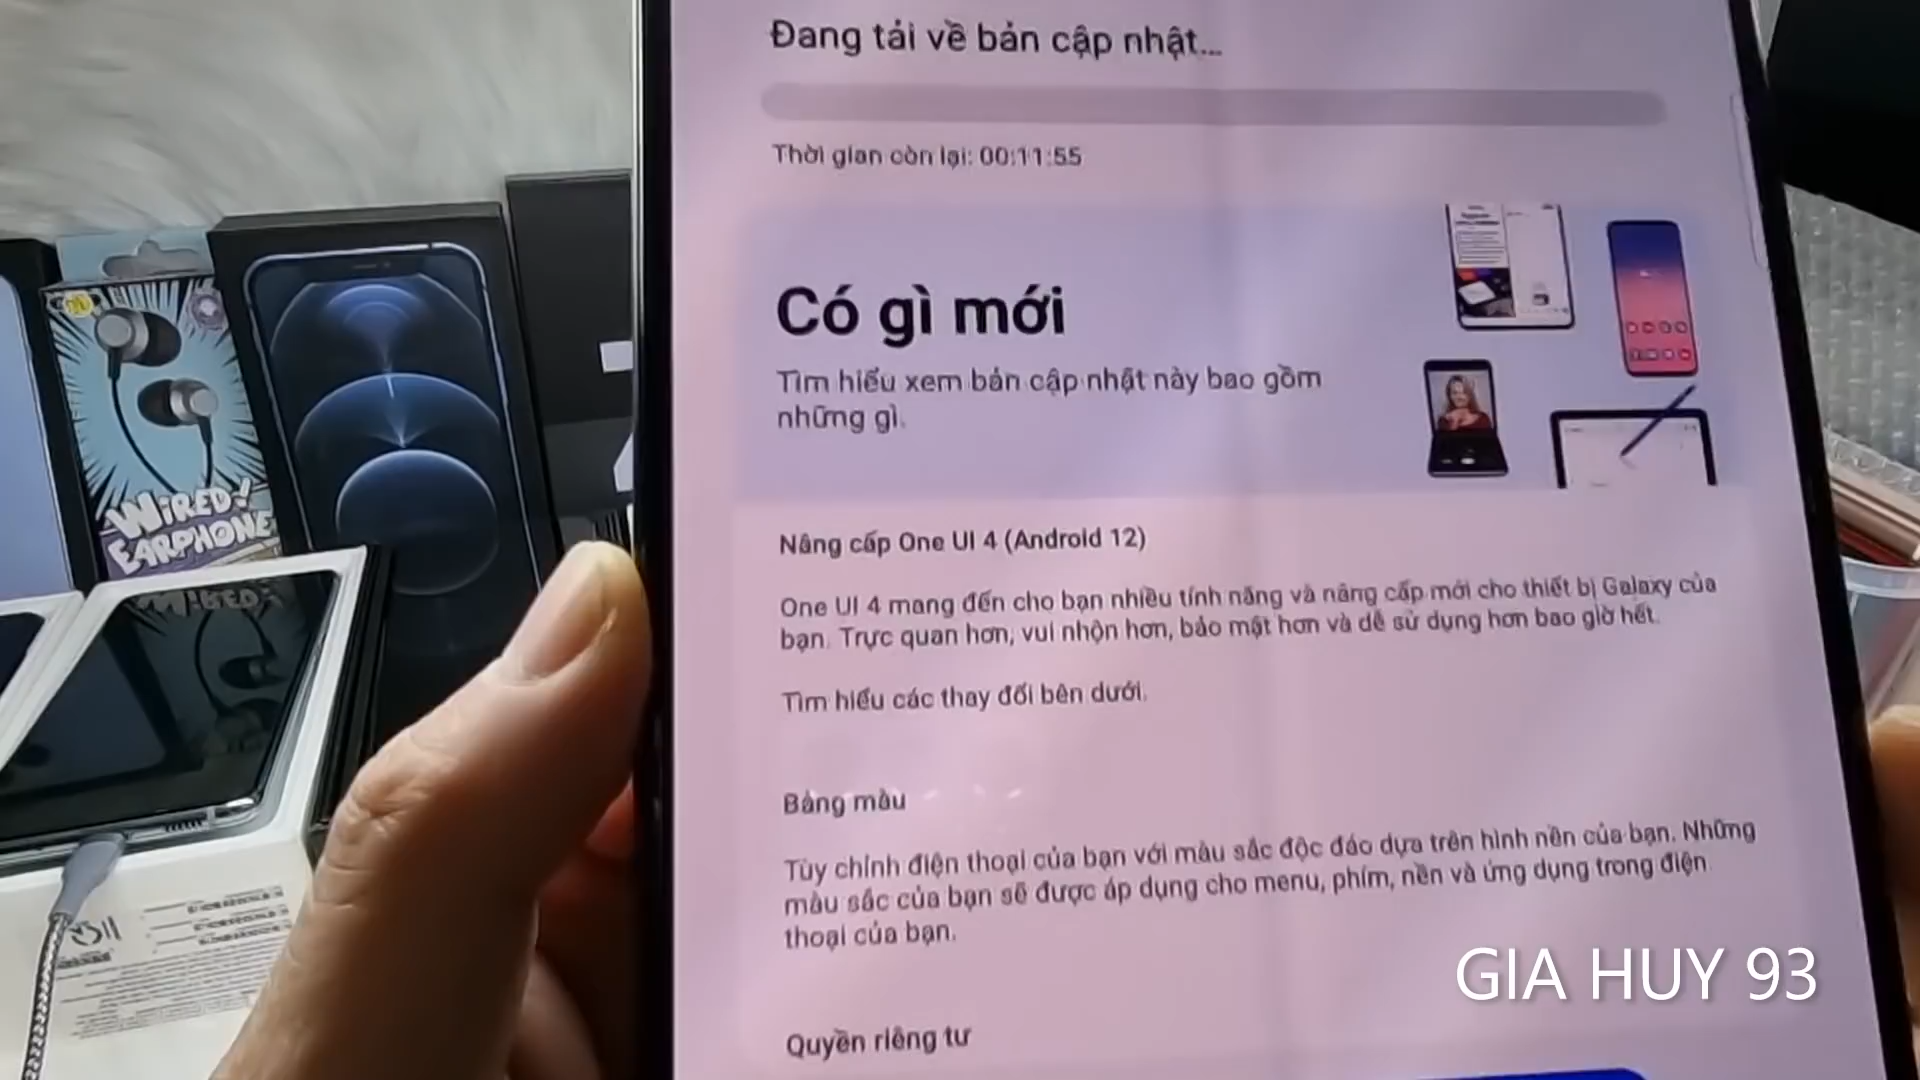 Đang tải về bản cập nhật...
Thời gian còn lại: 00:11:55
Có gì mới
Tìm hiểu xem bản cập nhật này bao gồm
những gì.
Nâng cấp One UI 4 (Android 12)
One UI 4 mang đến cho bạn nhiều tính năng và nâng cấp mới cho thiết bị Galaxy của
bạn. Trực quan hơn, vui nhộn hơn, bảo mật hơn và dễ sử dụng hơn bao giờ hết.
Tìm hiểu các thay đổi bên dưới.
Bảng màu
Tùy chỉnh điện thoại của bạn với màu sắc độc đáo dựa trên hình nền của bạn. Những
màu sắc của bạn sẽ được áp dụng cho menu, phím, nền và ứng dụng trong điện
thoại của bạn.
Quyền riêng tư
WIRED!
EARPHONE
GIA HUY 93